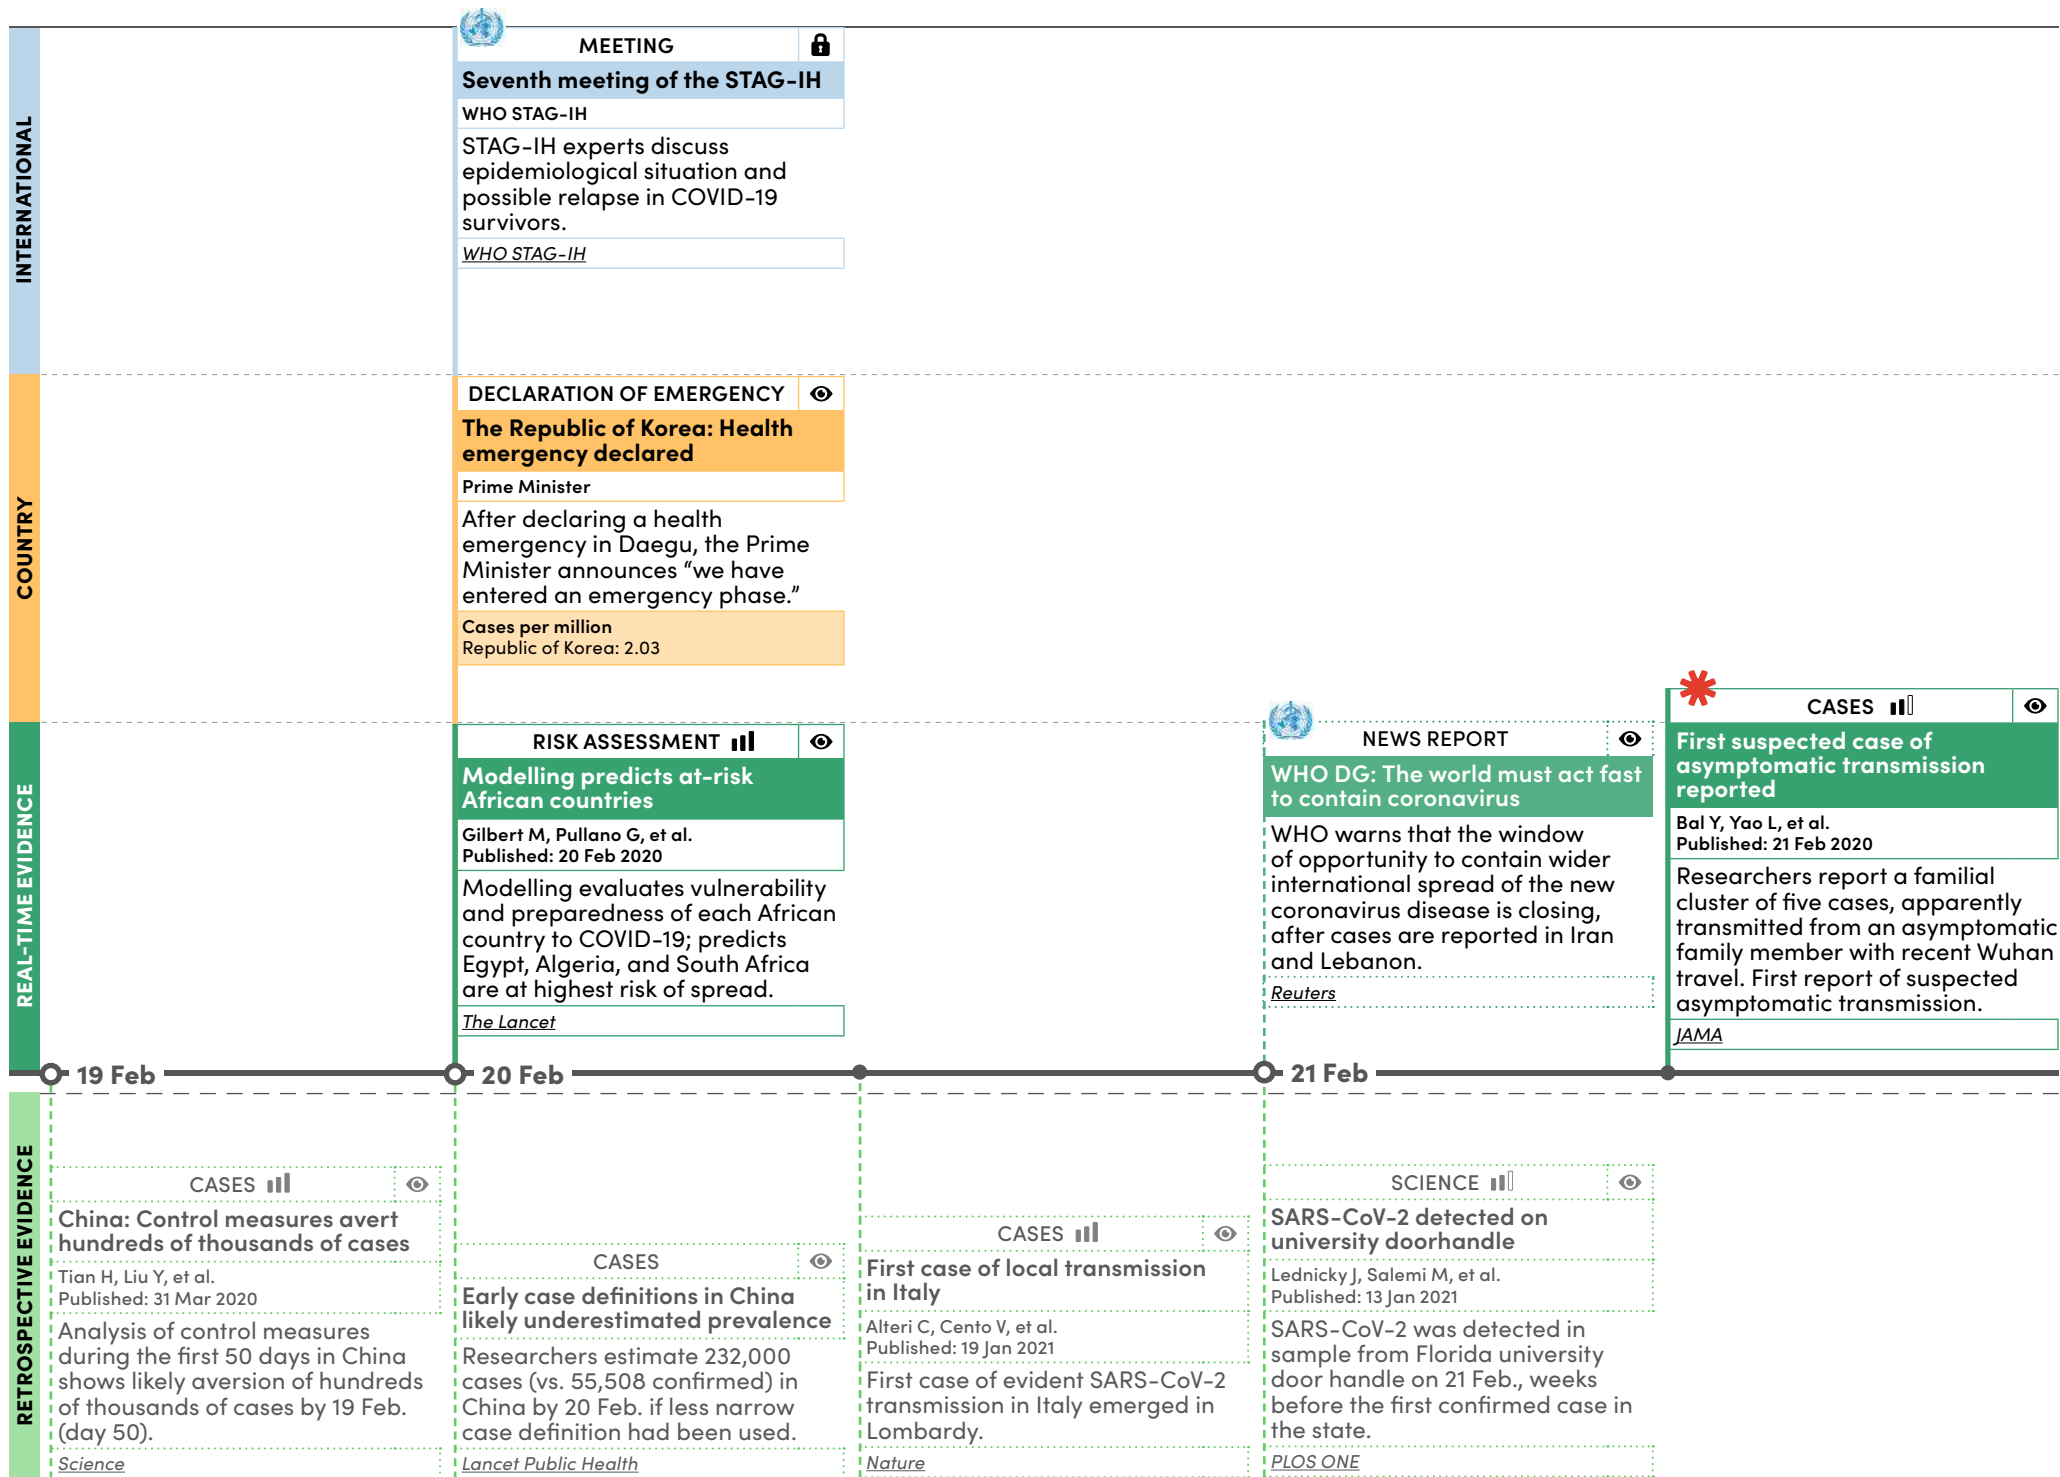 INTERNATIONAL
MEETING
Seventh meeting of the STAG-IH
WHO STAG-IH
STAG-IH experts discuss
epidemiological situation and
possible relapse in COVID-19
survivors.
WHO STAG-IH
COUNTRY
DECLARATION OF EMERGENCY
The Republic of Korea: Health
emergency declared
Prime Minister
After declaring a health
emergency in Daegu, the Prime
Minister announces “we have
entered an emergency phase.”
Cases per million
Republic of Korea: 2.03
REAL-TIME EVIDENCE
RISK ASSESSMENT
Modelling predicts at-risk
African countries
Gilbert M, Pullano G, et al.
Published: 20 Feb 2020
Modelling evaluates vulnerability
and preparedness of each African
country to COVID-19; predicts
Egypt, Algeria, and South Africa
are at highest risk of spread.
The Lancet
NEWS REPORT
WHO DG: The world must act fast
to contain coronavirus
WHO warns that the window
of opportunity to contain wider
international spread of the new
coronavirus disease is closing,
after cases are reported in Iran
and Lebanon.
Reuters
CASES
First suspected case of
asymptomatic transmission
reported
Bal Y, Yao L, et al.
Published: 21 Feb 2020
Researchers report a familial
cluster of five cases, apparently
transmitted from an asymptomatic
family member with recent Wuhan
travel. First report of suspected
asymptomatic transmission.
JAMA
19 Feb
20 Feb
21 Feb
RETROSPECTIVE EVIDENCE
CASES
China: Control measures avert
hundreds of thousands of cases
Tian H, Liu Y, et al.
Published: 31 Mar 2020
Analysis of control measures
during the first 50 days in China
shows likely aversion of hundreds
of thousands of cases by 19 Feb.
(day 50).
Science
CASES
Early case definitions in China
likely underestimated prevalence
Researchers estimate 232,000
cases (vs. 55,508 confirmed) in
China by 20 Feb. if less narrow
case definition had been used.
Lancet Public Health
CASES
First case of local transmission
in Italy
Alteri C, Cento V, et al.
Published: 19 Jan 2021
First case of evident SARS-CoV-2
transmission in Italy emerged in
Lombardy.
Nature
SCIENCE
SARS-CoV-2 detected on
university doorhandle
Lednicky J, Salemi M, et al.
Published: 13 Jan 2021
SARS-CoV-2 was detected in
sample from Florida university
door handle on 21 Feb., weeks
before the first confirmed case in
the state.
PLOS ONE